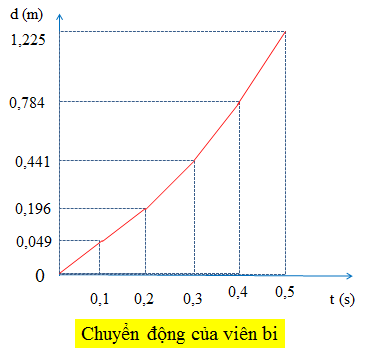 d (m)
1,225
0,784
0,441
0,196
0,049
0
0,1 0,2 0,3 0,4 0,5 t (s)
Chuyển động của viên bi